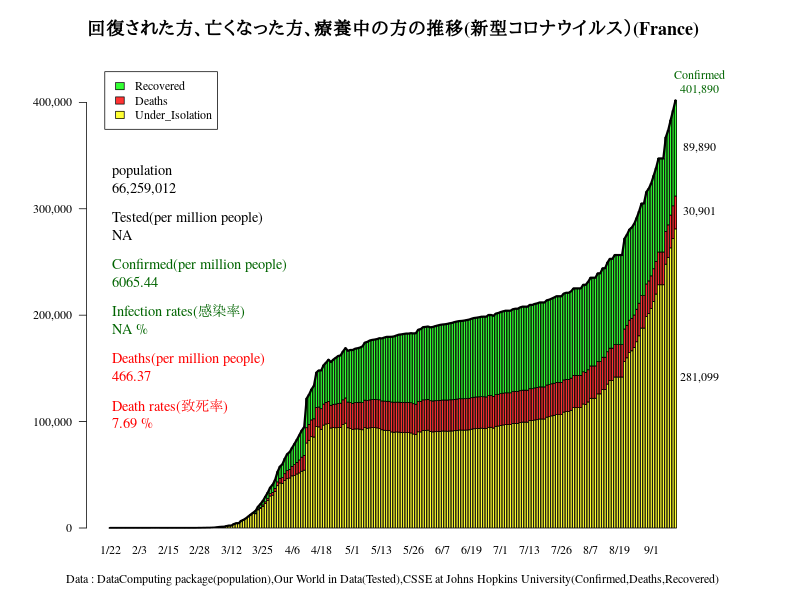 回復された方、亡くなった方、療養中の方の推移(新型コロナウイルス）(France)
Confirmed
401,890
Recovered
Deaths
Under_Isolation
400,000
300,000
200,000
100,000
0
population
66,259,012
Tested(per million people)
NA
Confirmed(per million people)
6065.44
Infection rates(感染率)
NA %
Deaths(per million people)
466.37
Death rates(致死率)
7.69 %
89,890
30,901
281,099
1/22 2/3 2/15 2/28 3/12 3/25 4/6 4/18 5/1 5/13 5/26 6/7 6/19 7/1 7/13 7/26 8/7 8/19 9/1
Data : DataComputing package(population),Our World in Data(Tested),CSSE at Johns Hopkins University(Confirmed,Deaths,Recovered)